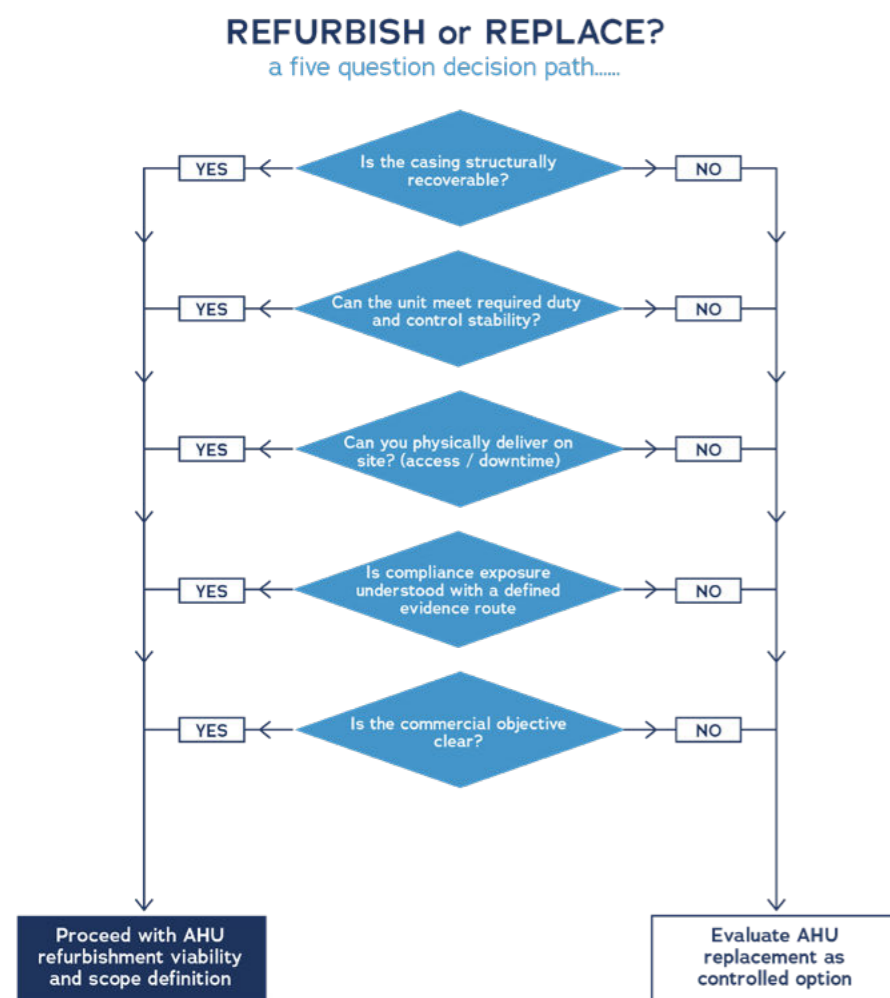 REFURBISH or REPLACE?
a five question decision path......
YES
Is the casing structurally
recoverable?
NO
YES
Can the unit meet required duty
and control stability?
NO
YES
Can you physically deliver on
site? (access / downtime)
NO
YES
Is compliance exposure
understood with a defined
evidence route
NO
YES
Is the commercial objective
clear?
NO
Proceed with AHU
refurbishment viability
and scope definition
Evaluate AHU
replacement as
controlled option